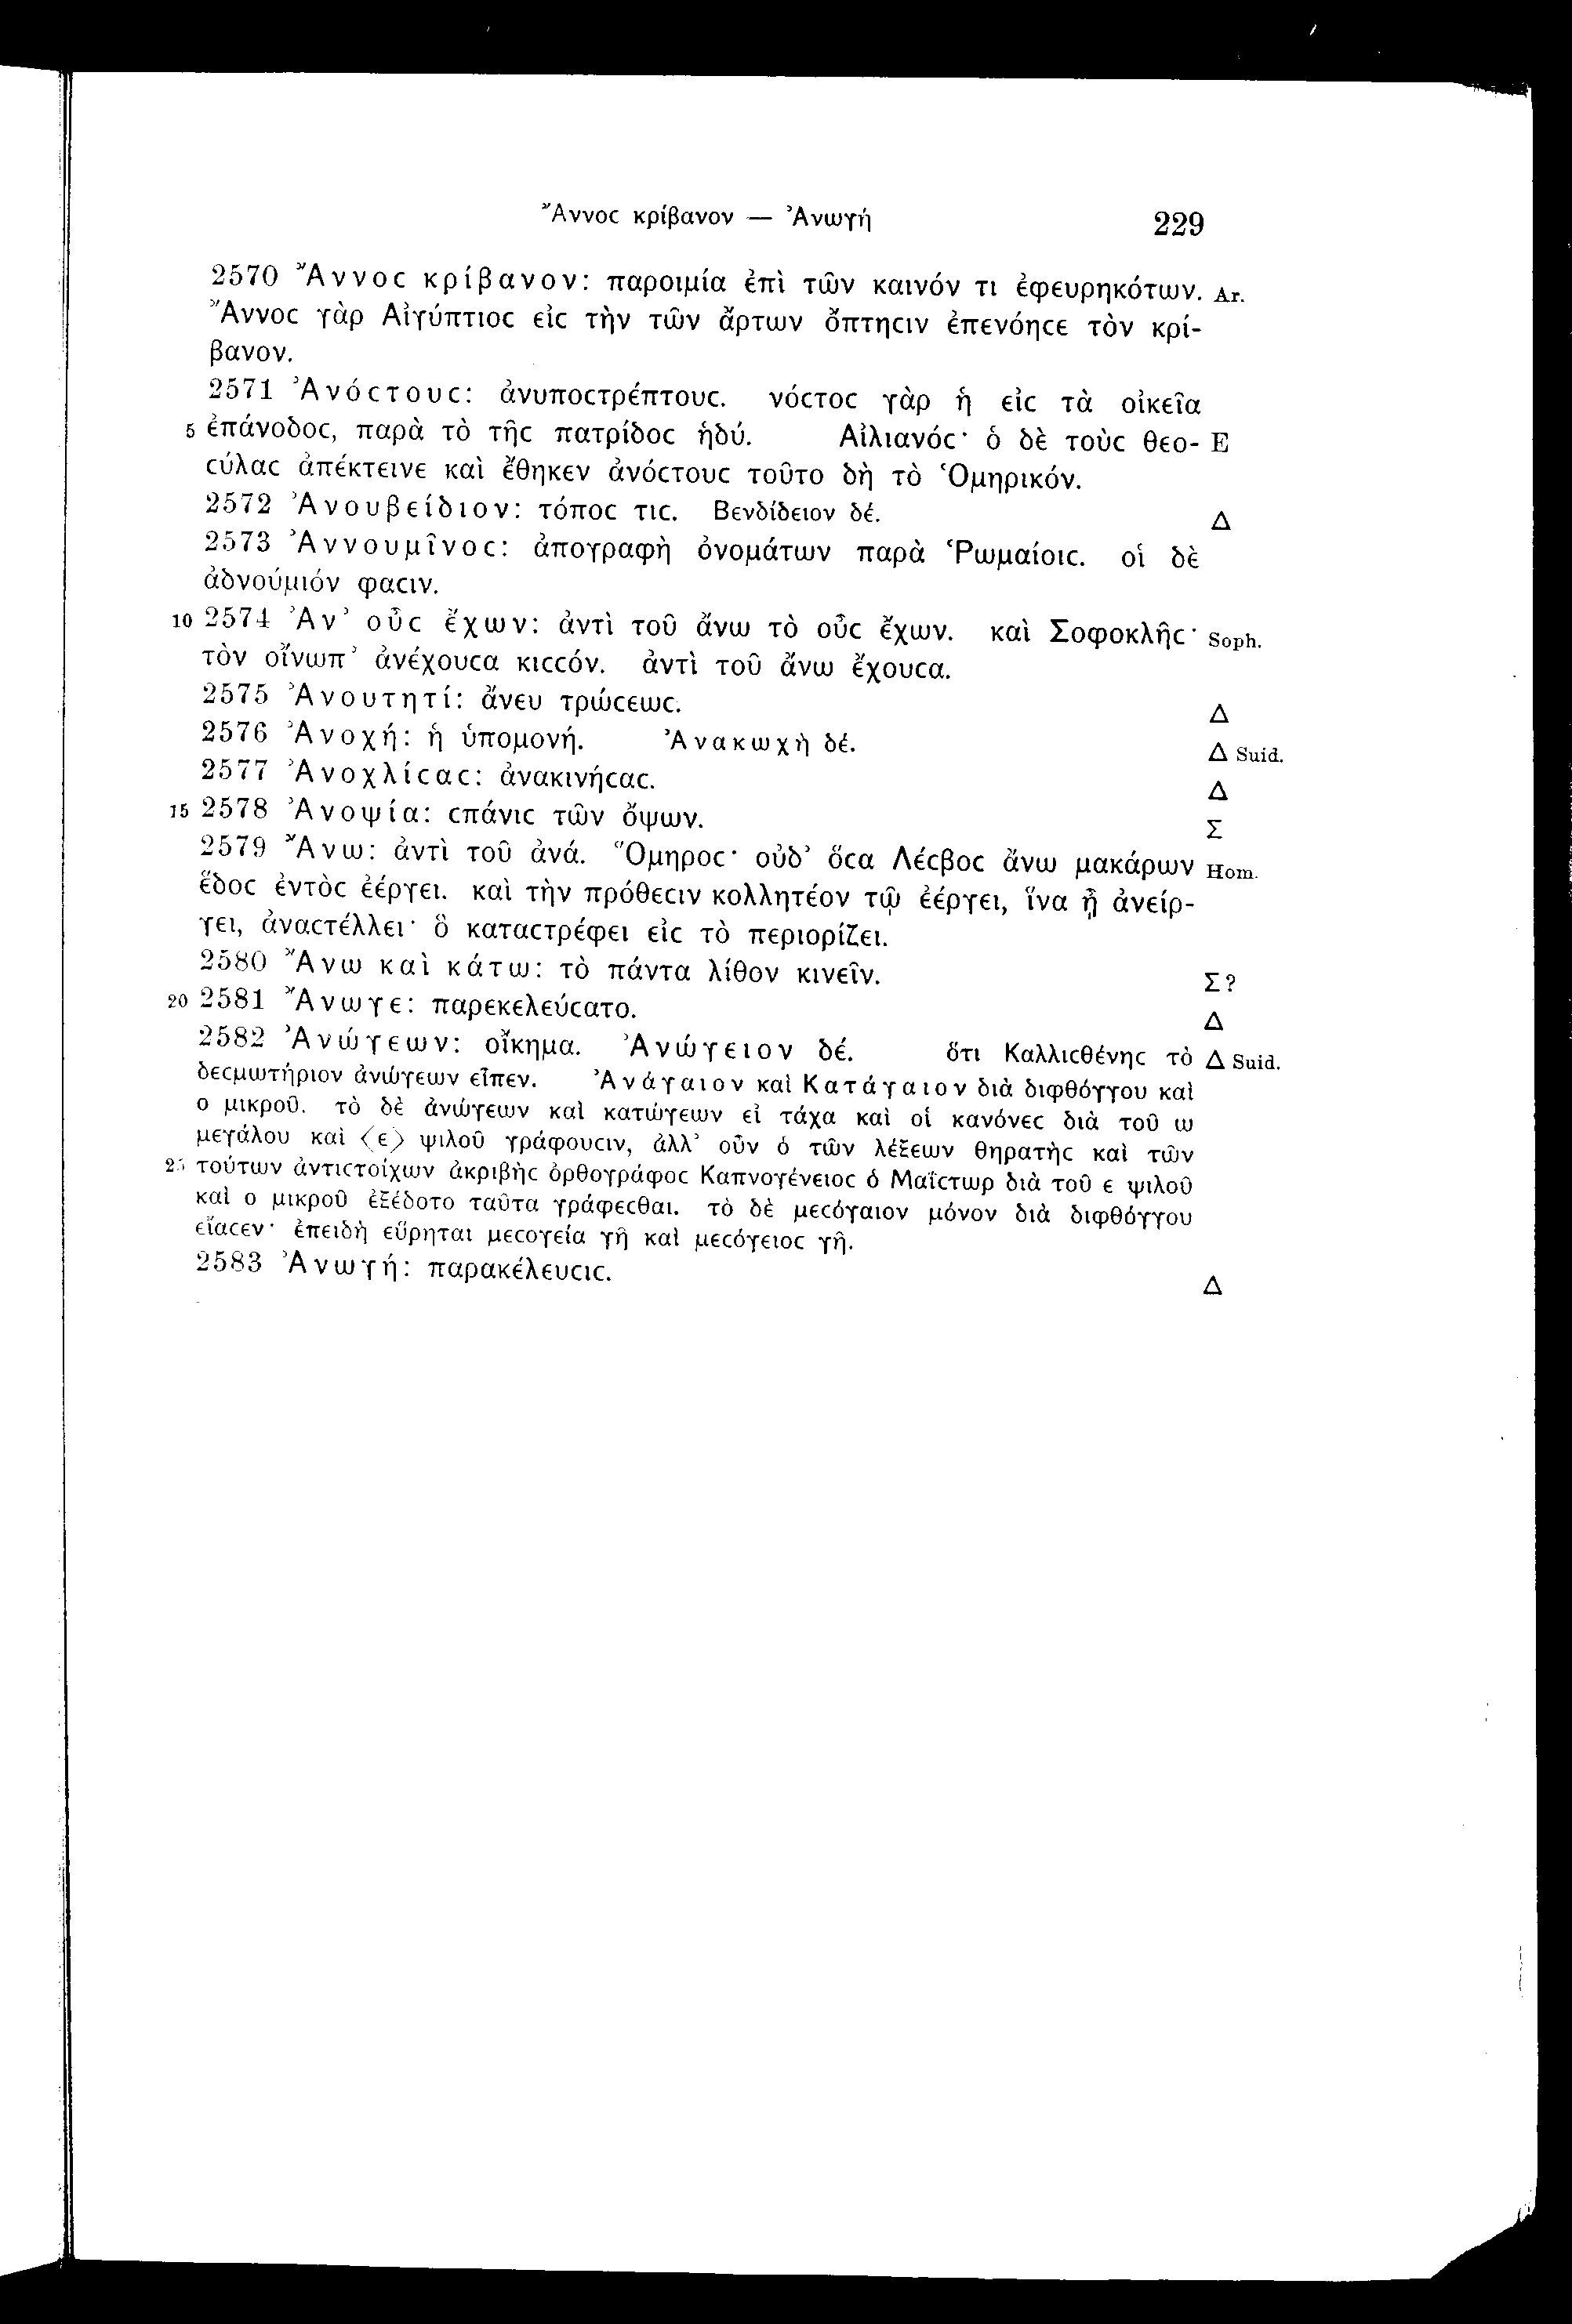 Ἄννοϲ κρίβανον — Ἀνωγή 229
2570 Ἄννοϲ κρίβανον: παροιμία ἐπὶ τῶν καινόν τι ἐφευρηκότων. Ar.
Ἄννοϲ γὰρ Αἰγύπτιοϲ εἰϲ τὴν τῶν ἄρτων ὄπτηϲιν ἐπενόηϲε τὸν κρί-
βανον.
2571 Ἀνόϲτουϲ: ἀνυποϲτρέπτουϲ. νόϲτοϲ γὰρ ἡ εἰϲ τὰ οἰκεῖα
5 ἐπάνοδοϲ, παρὰ τὸ τῆϲ πατρίδοϲ ἡδύ. Αἰλιανόϲ· ὁ δὲ τοὺϲ θεο- E
ϲύλαϲ ἀπέκτεινε καὶ ἔθηκεν ἀνόϲτουϲ τοῦτο δὴ τὸ Ὁμηρικόν.
2572 Ἀνουβείδιον: τόποϲ τιϲ. Βενδίδειον δέ. Δ
2573 Ἀννουμῖνοϲ: ἀπογραφὴ ὀνομάτων παρὰ Ῥωμαίοιϲ. οἱ δὲ
ἀδνούμιόν φαϲιν.
10 2574 Ἀν’ οὖϲ ἔχων: ἀντὶ τοῦ ἄνω τὸ οὖϲ ἔχων. καὶ Σοφοκλῆϲ· Soph.
τὸν οἴνωπ’ ἀνέχουϲα κιϲϲόν. ἀντὶ τοῦ ἄνω ἔχουϲα.
2575 Ἀνουτητί: ἄνευ τρώϲεωϲ. Δ
2576 Ἀνοχή: ἡ ὑπομονή. Ἀνακωχὴ δέ. Δ Suid.
2577 Ἀνοχλίϲαϲ: ἀνακινήϲαϲ. Δ
15 2578 Ἀνοψία: ϲπάνιϲ τῶν ὄψων. Σ
2579 Ἄνω: ἀντὶ τοῦ ἀνά. Ὅμηροϲ· οὐδ’ ὅϲα Λέϲβοϲ ἄνω μακάρων Hom.
ἕδοϲ ἐντὸϲ ἐέργει. καὶ τὴν πρόθεϲιν κολλητέον τῷ ἐέργει, ἵνα ᾖ ἀνείρ-
γει, ἀναϲτέλλει· ὃ καταϲτρέφει εἰϲ τὸ περιορίζει.
2580 Ἄνω καὶ κάτω: τὸ πάντα λίθον κινεῖν. Σ?
20 2581 Ἄνωγε: παρεκελεύϲατο. Δ
2582 Ἀνώγεων: οἴκημα. Ἀνώγειον δέ. ὅτι Καλλιϲθένηϲ τὸ Δ Suid.
δεϲμωτήριον ἀνώγεων εἶπεν. Ἀνάγαιον καὶ Κατάγαιον διὰ διφθόγγου καὶ
ο μικροῦ. τὸ δὲ ἀνώγεων καὶ κατώγεων εἰ τάχα καὶ οἱ κανόνεϲ διὰ τοῦ ω
μεγάλου καὶ ⟨ε⟩ ψιλοῦ γράφουϲιν, ἀλλ’ οὖν ὁ τῶν λέξεων θηρατὴϲ καὶ τῶν
25 τούτων ἀντιϲτοίχων ἀκριβὴϲ ὀρθογράφοϲ Καπνογένειοϲ ὁ Μαΐϲτωρ διὰ τοῦ ε ψιλοῦ
καὶ ο μικροῦ ἐξέδοτο ταῦτα γράφεϲθαι. τὸ δὲ μεϲόγαιον μόνον διὰ διφθόγγου
εἴαϲεν· ἐπειδὴ εὕρηται μεϲογεία γῆ καὶ μεϲόγειοϲ γῆ.
2583 Ἀνωγή: παρακέλευϲιϲ. Δ